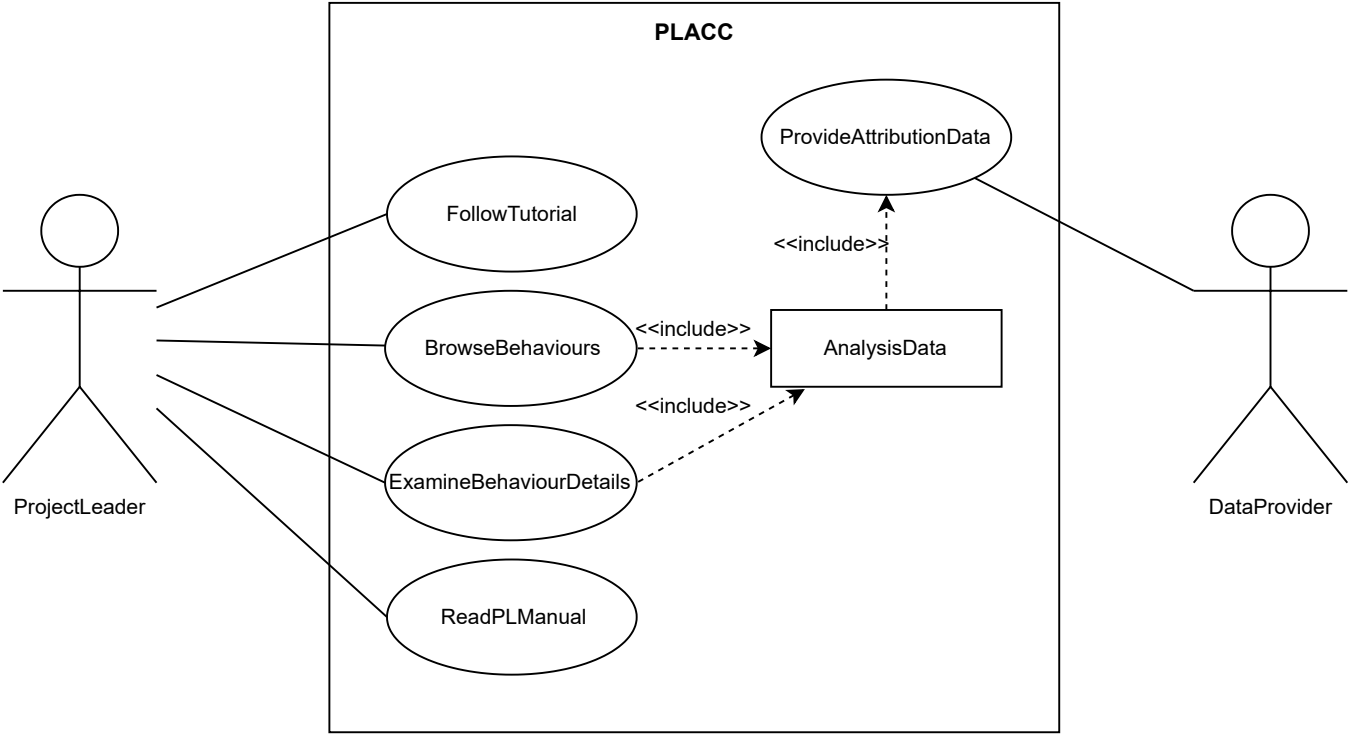 PLACC
ProvideAttributionData
FollowTutorial
<<include>>
BrowseBehaviours
<<include>>
AnalysisData
<<include>>
ExamineBehaviourDetails
ProjectLeader
DataProvider
ReadPLManual